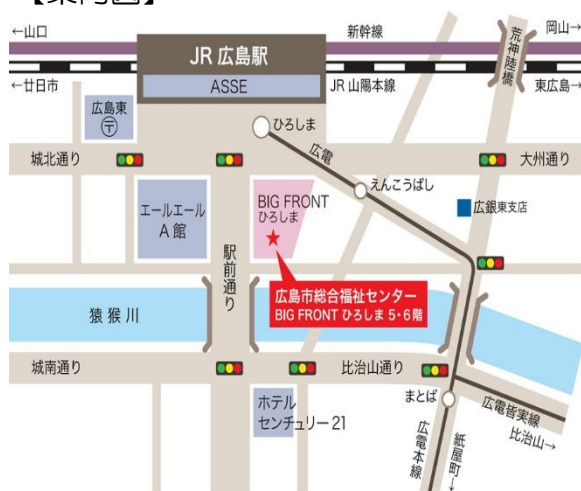 ←山口
新幹線
岡山→
荒神陸橋
JR 広島駅
←廿日市
ASSE
JR 山陽本線
東広島→
広島東
〒
ひろしま
城北通り
広電
大州通り
えんこうばし
エールエール
A 館
BIG FRONT
ひろしま
広銀東支店
駅前通り
広島市総合福祉センター
BIG FRONT ひろしま 5・6階
猿猴川
城南通り
比治山通り
まとば
ホテル
センチュリー21
広電皆実線
比治山→
広電本線
紙屋町→